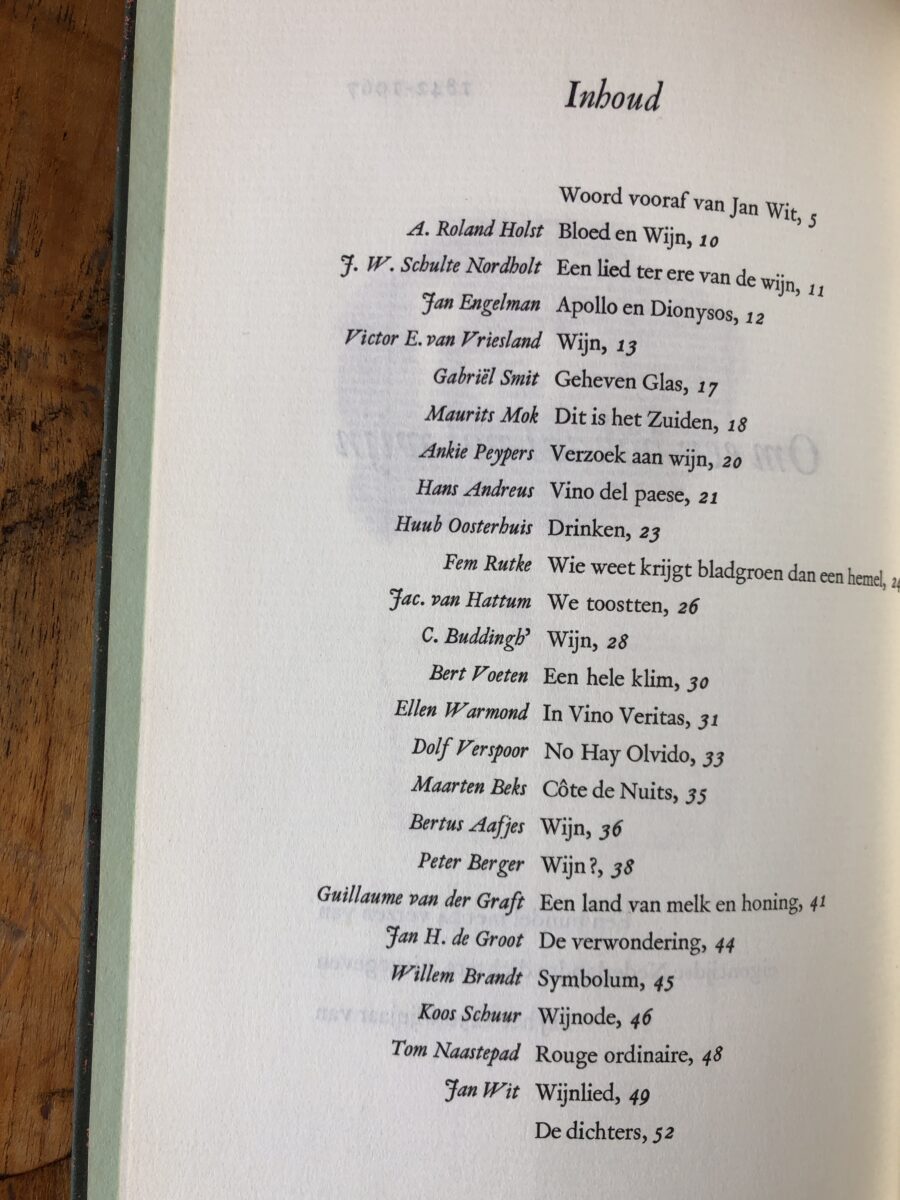 Inhoud
Woord vooraf van Jan Wit, 5
A. Roland Holst Bloed en Wijn, 10
J. W. Schulte Nordholt Een lied ter ere van de wijn, 11
Jan Engelman Apollo en Dionysos, 12
Victor E. van Vriesland Wijn, 13
Gabriël Smit Geheven Glas, 17
Maurits Mok Dit is het Zuiden, 18
Ankie Peypers Verzoek aan wijn, 20
Hans Andreus Vino del paese, 21
Huub Oosterhuis Drinken, 23
Fem Rutke Wie weet krijgt bladgroen dan een hemel, 24
Jac. van Hattum We toostten, 26
C. Buddingh' Wijn, 28
Bert Voeten Een hele klim, 30
Ellen Warmond In Vino Veritas, 31
Dolf Verspoor No Hay Olvido, 33
Maarten Beks Côte de Nuits, 35
Bertus Aafjes Wijn, 36
Peter Berger Wijn?, 38
Guillaume van der Graft Een land van melk en honing, 41
Jan H. de Groot De verwondering, 44
Willem Brandt Symbolum, 45
Koos Schuur Wijnode, 46
Tom Naastepad Rouge ordinaire, 48
Jan Wit Wijnlied, 49
De dichters, 52